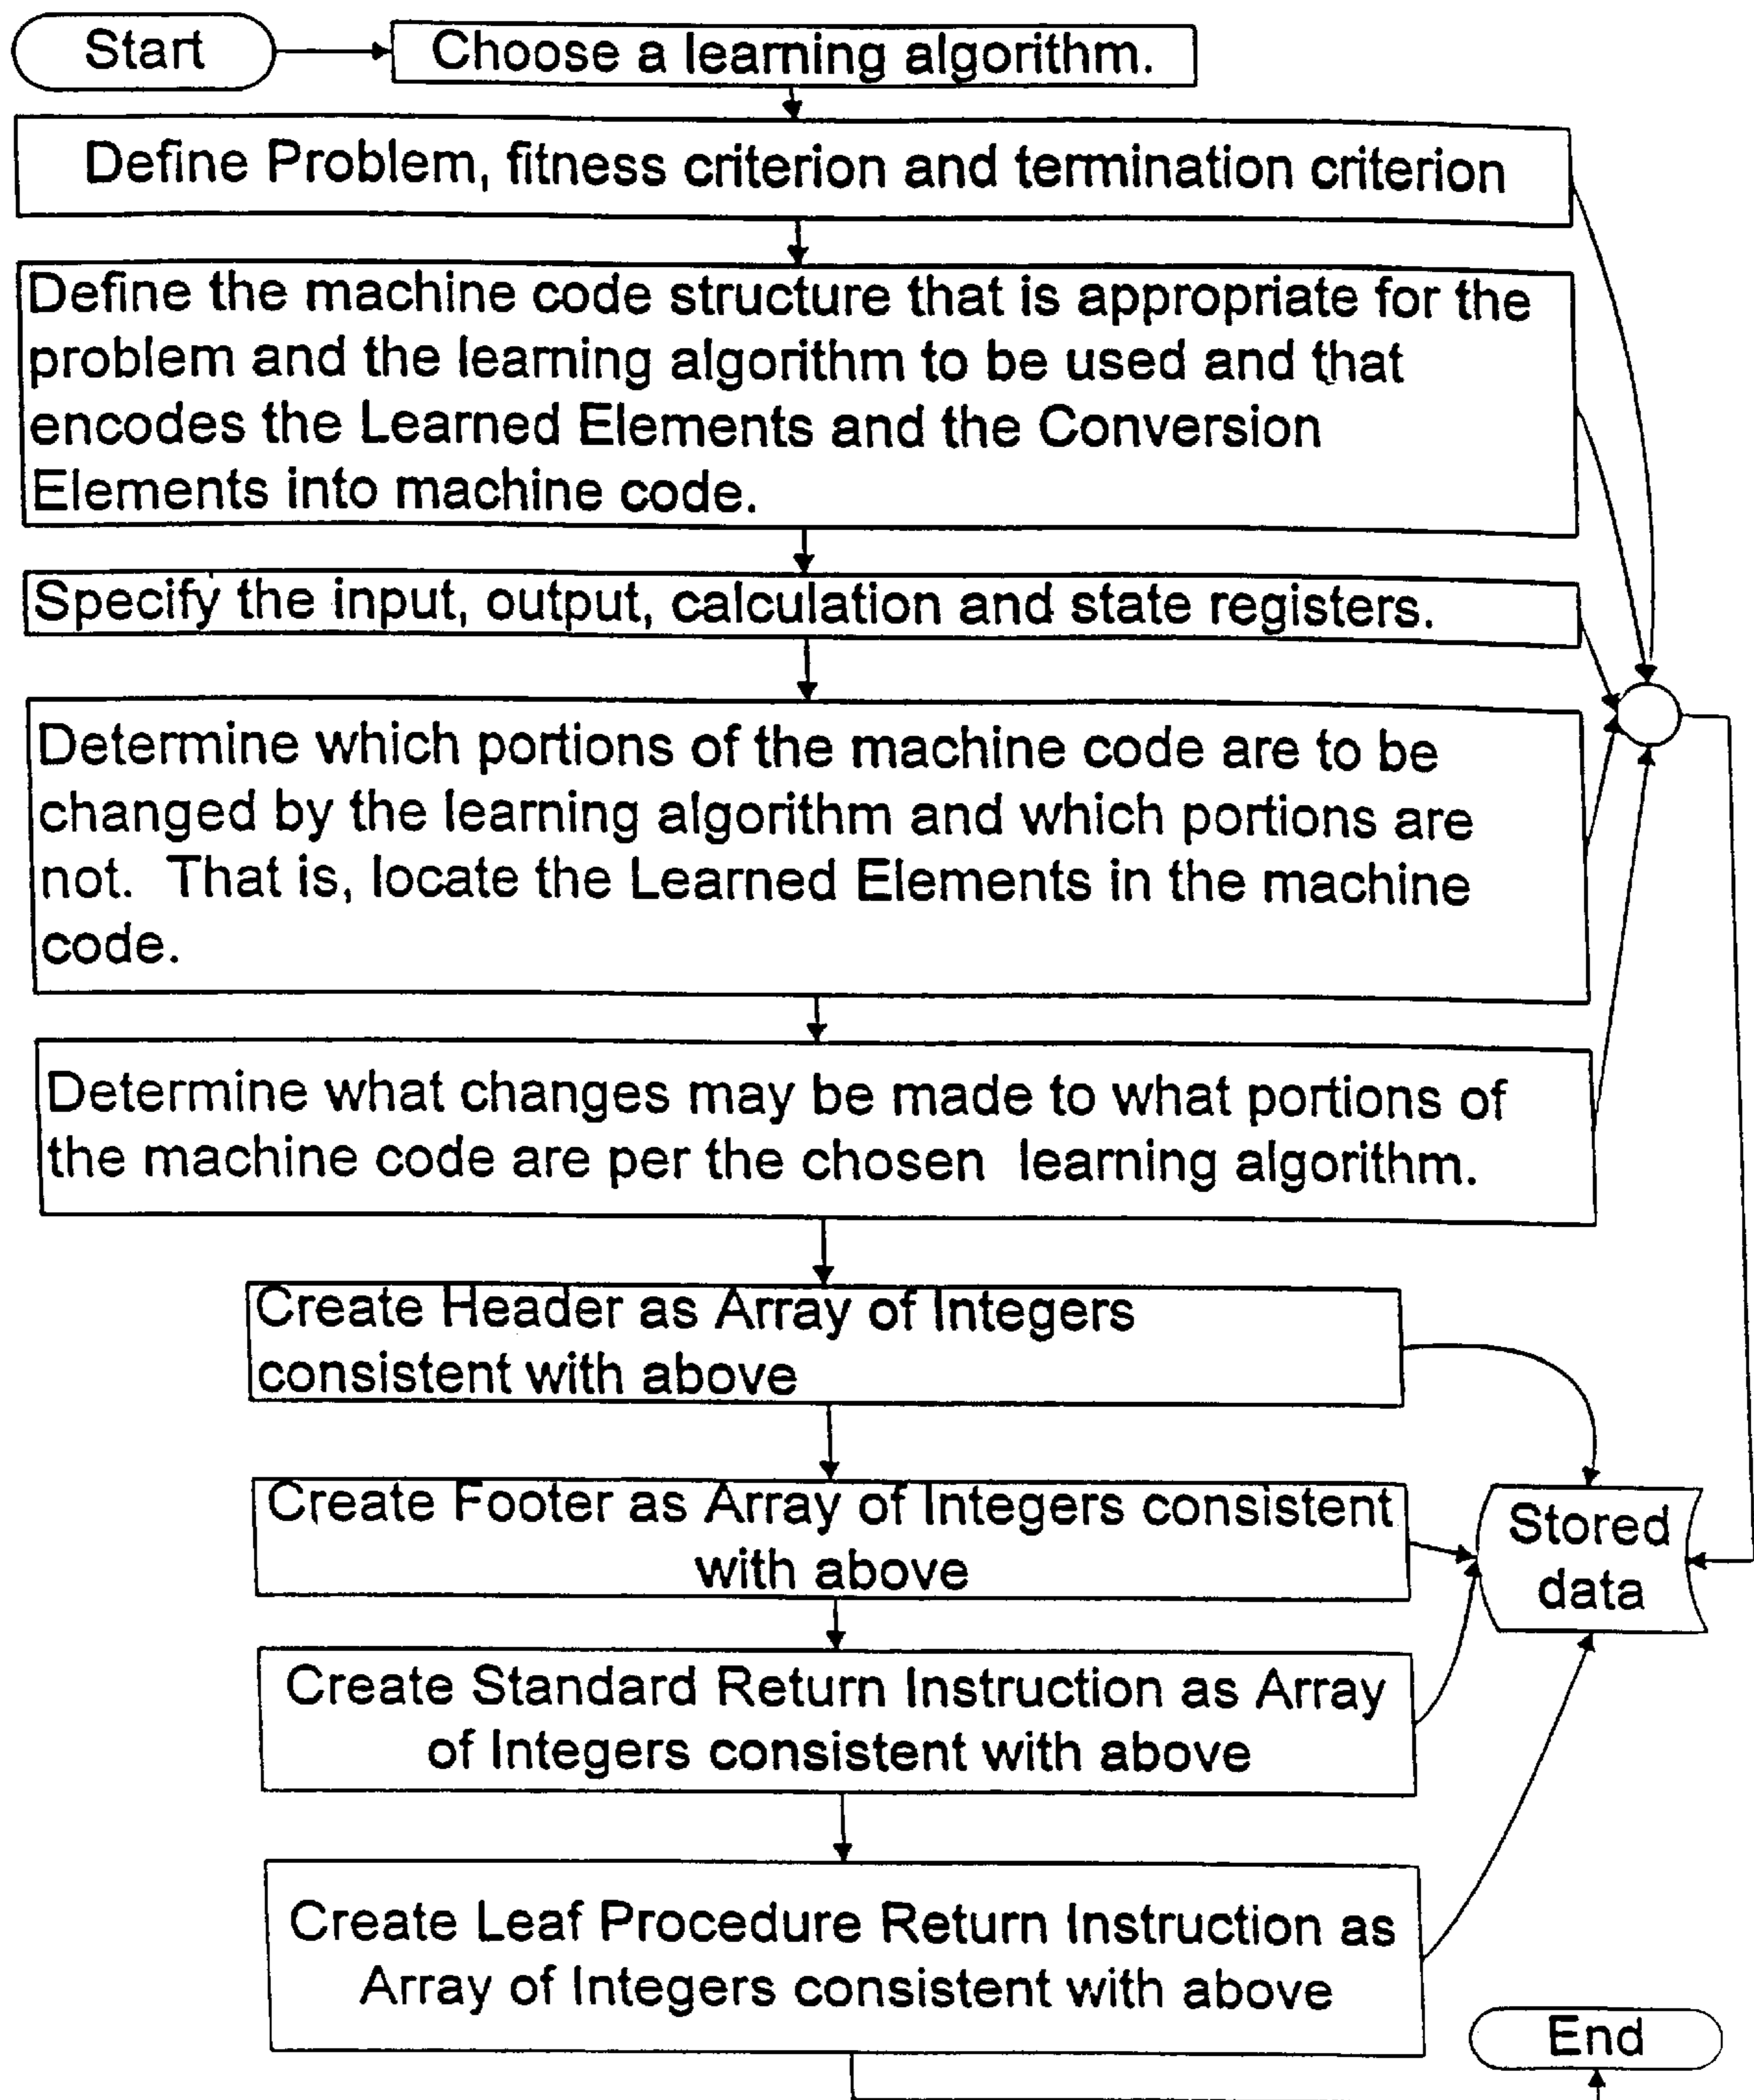 Start
Choose a learning algorithm.
Define Problem, fitness criterion and termination criterion
Define the machine code structure that is appropriate for the
problem and the learning algorithm to be used and that
encodes the Learned Elements and the Conversion
Elements into machine code.
Specify the input, output, calculation and state registers.
Determine which portions of the machine code are to be
changed by the learning algorithm and which portions are
not. That is, locate the Learned Elements in the machine
code.
Determine what changes may be made to what portions of
the machine code are per the chosen learning algorithm.
Create Header as Array of Integers
consistent with above
Create Footer as Array of Integers consistent
with above
Stored
data
Create Standard Return Instruction as Array
of Integers consistent with above
Create Leaf Procedure Return Instruction as
Array of Integers consistent with above
End